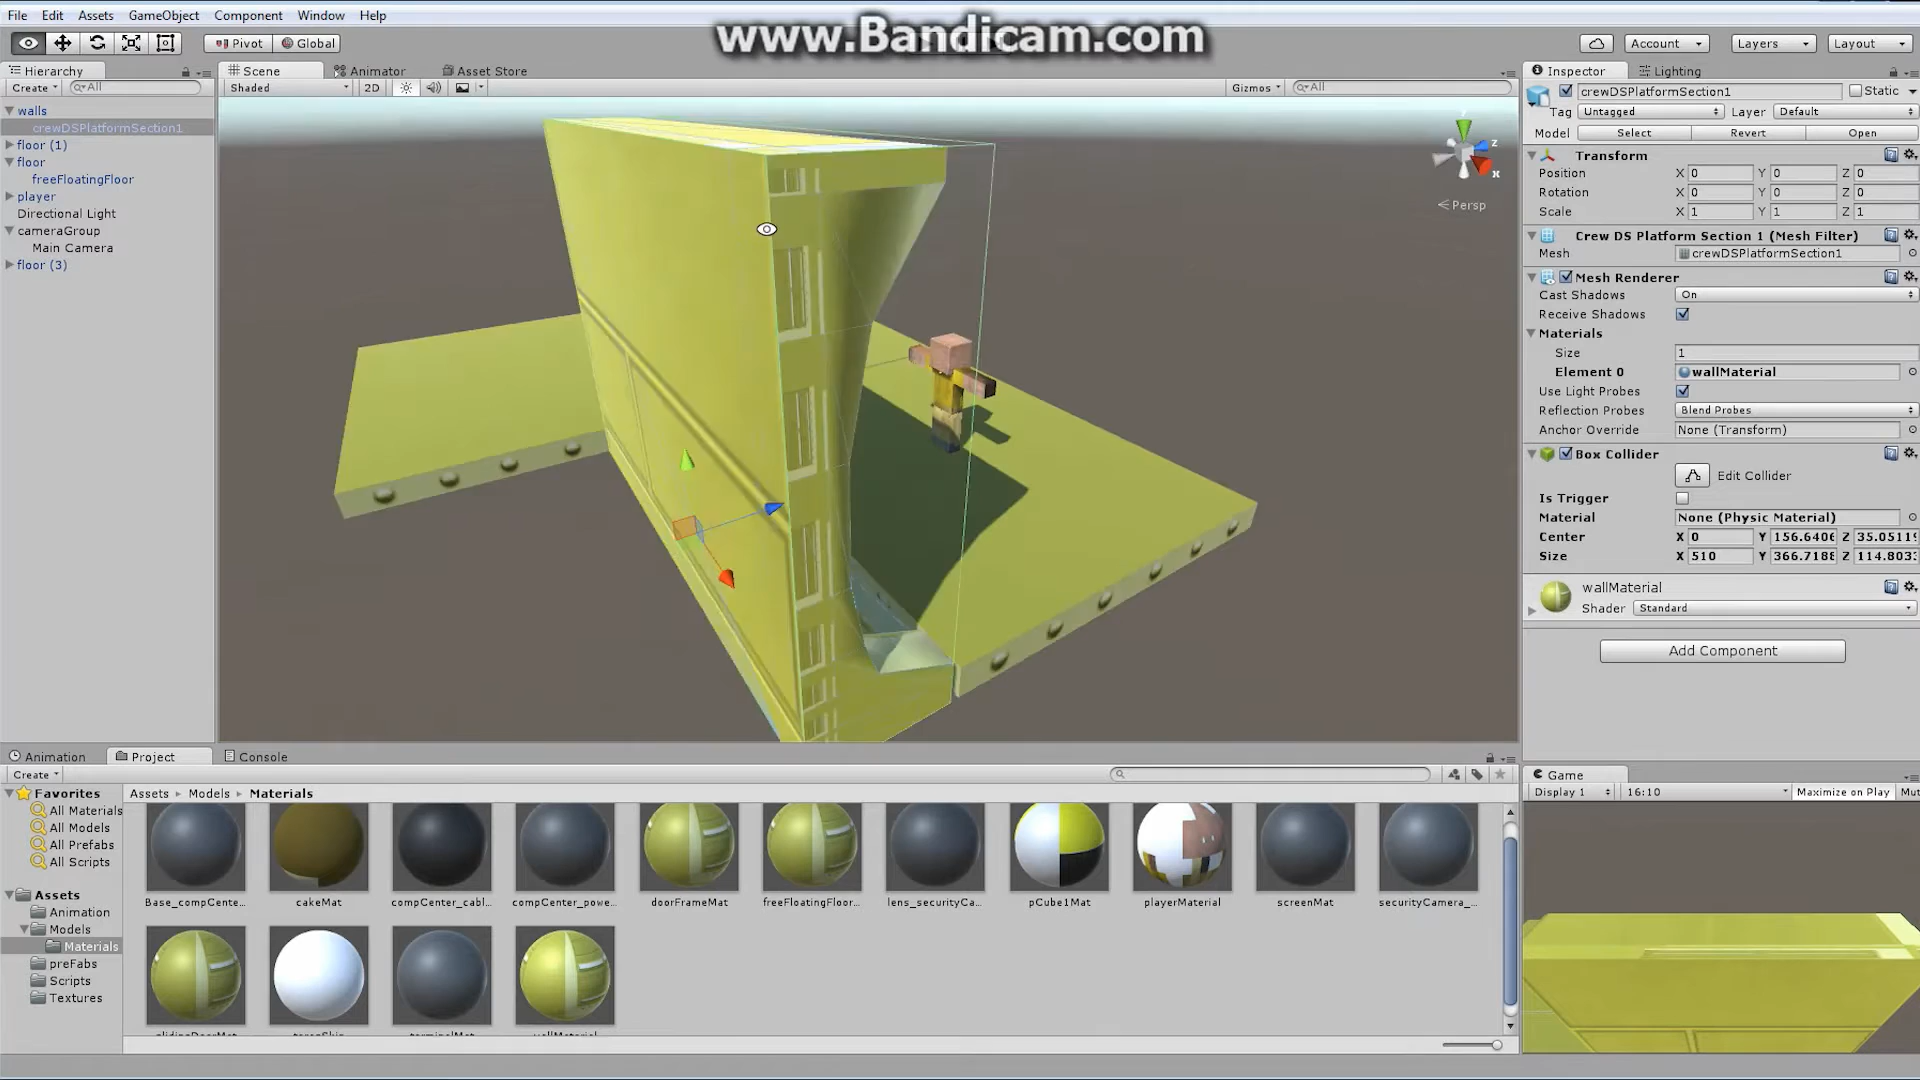 File Edit Assets GameObject Component Window Help
www.Bandicam.com
Pivot Global Account Layers Layout
Hierarchy
Create All
walls
crewDSPlatformSection1
floor (1)
floor
freeFloatingFloor
player
Directional Light
cameraGroup
Main Camera
floor (3)
Scene Animator Asset Store
Shaded 2D Gizmos All
Y
z
x
Persp
Inspector Lighting
crewDSPlatformSection1 Static
Tag Untagged Layer Default
Model Select Revert Open
Transform
Position X 0 Y 0 Z 0
Rotation X 0 Y 0 Z 0
Scale X 1 Y 1 Z 1
Crew DS Platform Section 1 (Mesh Filter)
Mesh crewDSPlatformSection1
Mesh Renderer
Cast Shadows On
Receive Shadows
Materials
Size 1
Element 0 wallMaterial
Use Light Probes
Reflection Probes Blend Probes
Anchor Override None (Transform)
Box Collider
Edit Collider
Is Trigger
Material None (Physic Material)
Center X 0 Y 156.6406 Z 35.0511
Size X 510 Y 366.7188 Z 114.803
wallMaterial
Shader Standard
Add Component
Animation Project Console
Create
Favorites
All Materials
All Models
All Prefabs
All Scripts
Assets
Animation
Models
Materials
preFabs
Scripts
Textures
Assets Models Materials
Base_compCente... cakeMat compCenter_cabl... compCenter_powe... doorFrameMat freeFloatingFloor... lens_securityCa... pCube1Mat playerMaterial screenMat securityCamera_...
Game
Display 1 16:10 Maximize on Play Mut